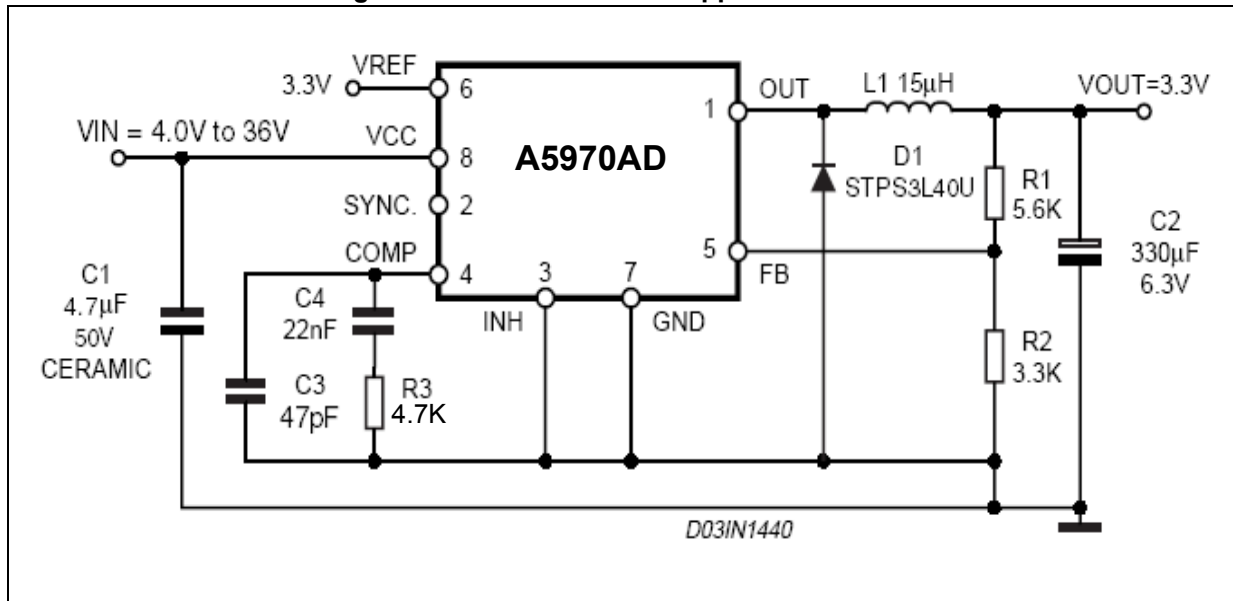 VREF
3.3V
6
VIN = 4.0V to 36V
VCC
8
A5970AD
SYNC.
2
COMP
4
3
INH
7
GND
1
OUT
5
FB
L1 15μH
VOUT=3.3V
D1
STPS3L40U
R1
5.6K
C2
330μF
6.3V
R2
3.3K
C1
4.7μF
50V
CERAMIC
C4
22nF
C3
47pF
R3
4.7K
D03IN1440